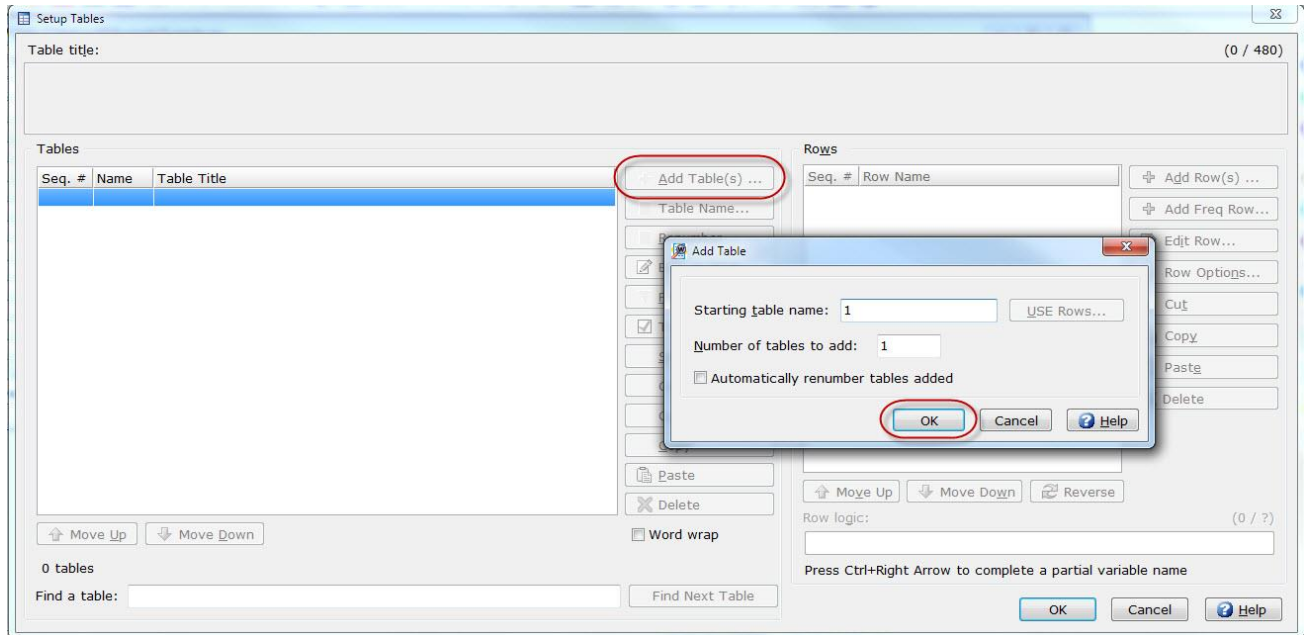 Setup Tables
Table title: (0 / 480)
Tables
Seq. # Name Table Title
Add Table(s) ...
Table Name...
Paste
Delete
Move Up Move Down
Word wrap
0 tables
Find a table: Find Next Table
Rows
Seq. # Row Name
Add Row(s) ...
Add Freq Row...
Edit Row...
Row Options...
Cut
Copy
Paste
Delete
Move Up Move Down Reverse
Row logic: (0 / ?)
Press Ctrl+Right Arrow to complete a partial variable name
OK Cancel Help
Add Table
Starting table name: 1 USE Rows...
Number of tables to add: 1
Automatically renumber tables added
OK Cancel Help